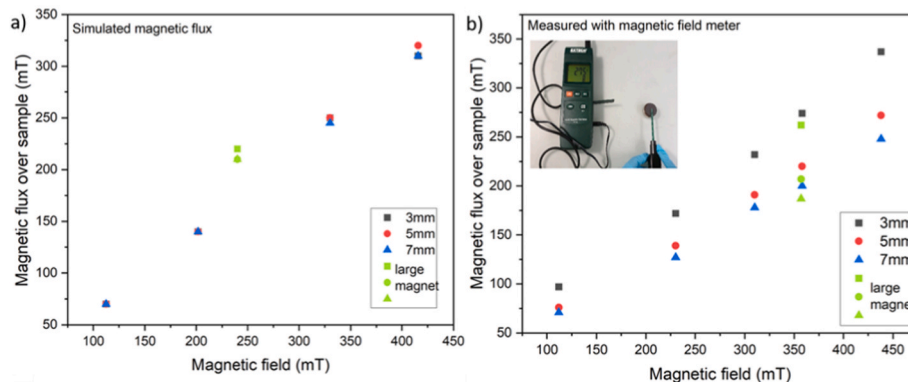 a)
Simulated magnetic flux
350
300
250
200
150
100
50
Magnetic flux over sample (mT)
100 150 200 250 300 350 400 450
Magnetic field (mT)
3mm
5mm
7mm
large
magnet
b)
Measured with magnetic field meter
350
300
250
200
150
100
50
Magnetic flux over sample (mT)
100 150 200 250 300 350 400 450
Magnetic field (mT)
3mm
5mm
7mm
large
magne